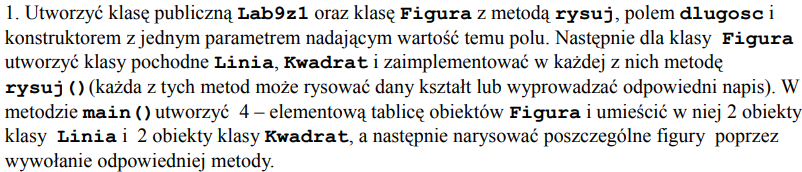 1. Utworzyć klasę publiczną Lab9z1 oraz klasę Figura z metodą rysuj, polem dlugosc i
konstruktorem z jednym parametrem nadającym wartość temu polu. Następnie dla klasy Figura
utworzyć klasy pochodne Linia, Kwadrat i zaimplementować w każdej z nich metodę
rysuj()(każda z tych metod może rysować dany kształt lub wyprowadzać odpowiedni napis). W
metodzie main()utworzyć 4 – elementową tablicę obiektów Figura i umieścić w niej 2 obiekty
klasy Linia i 2 obiekty klasy Kwadrat, a następnie narysować poszczególne figury poprzez
wywołanie odpowiedniej metody.